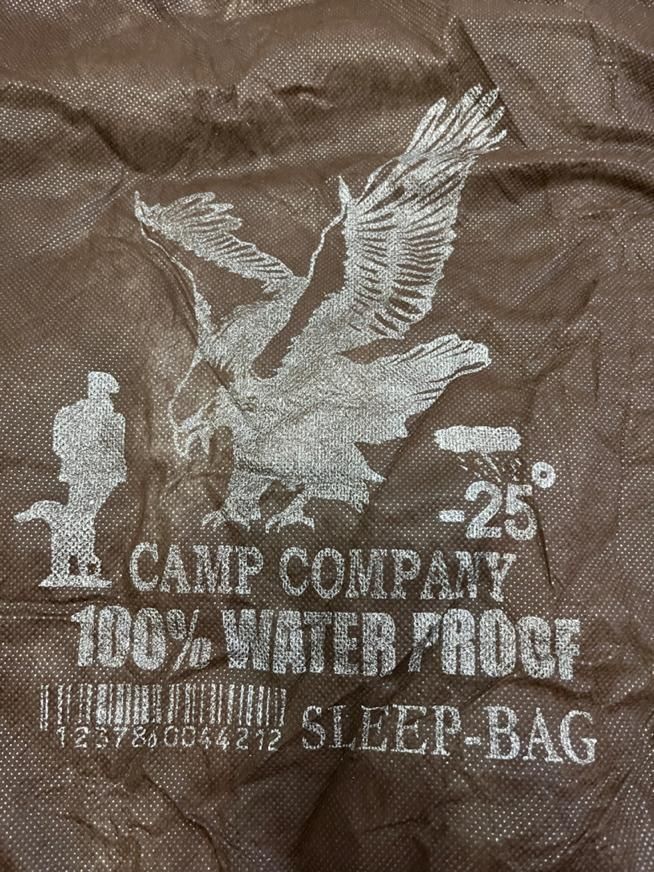 -25°
CAMP COMPANY
100% WATER PROOF
1237860044212
SLEEP-BAG